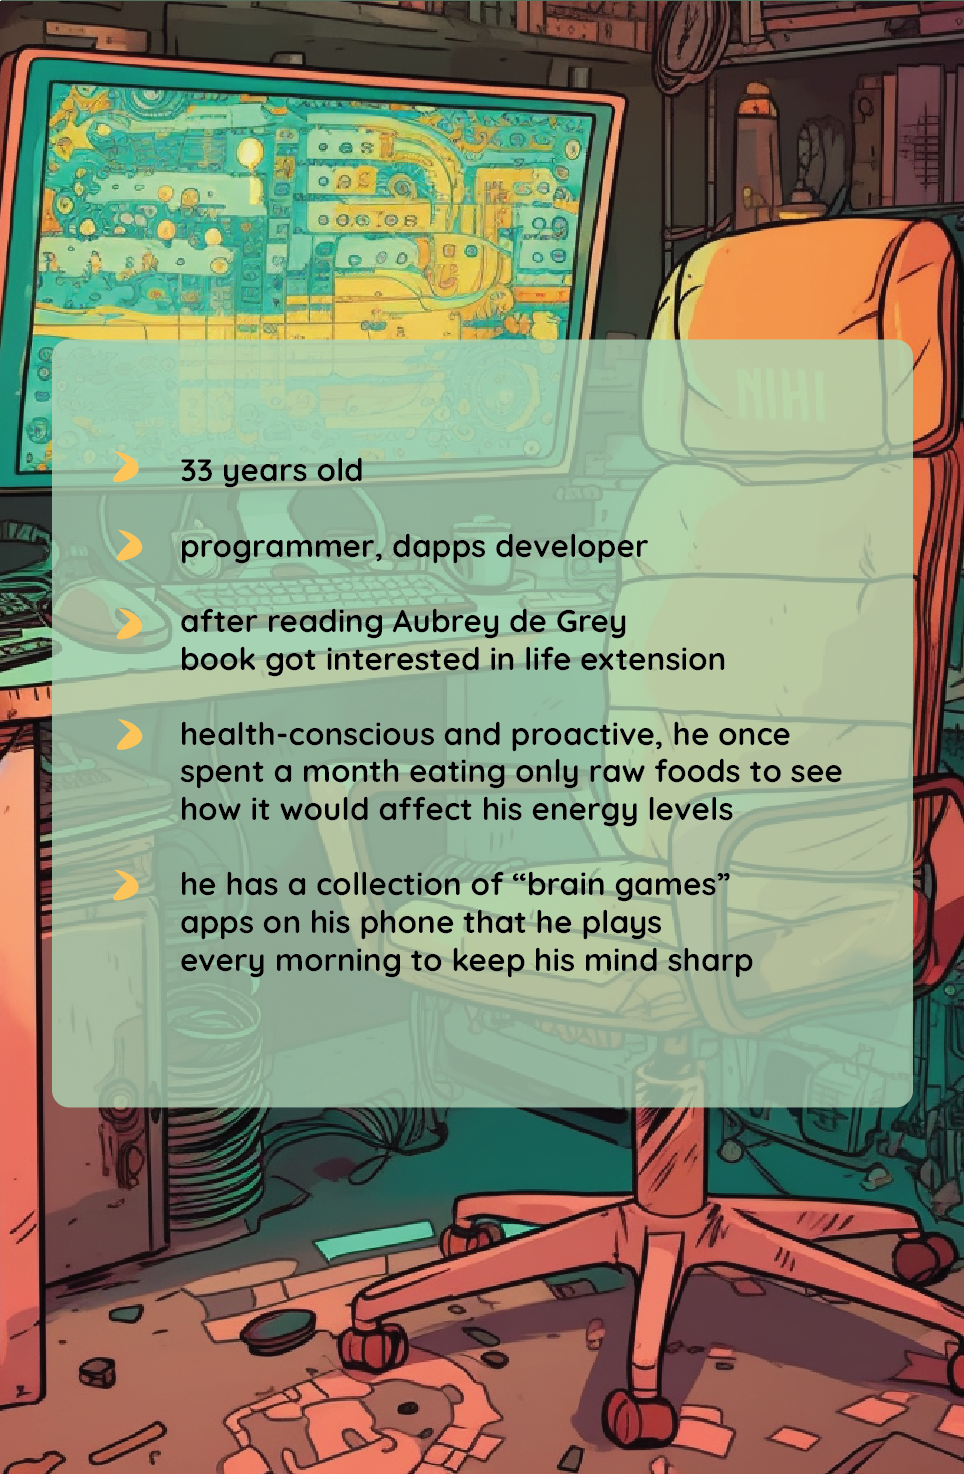 NIHI
33 years old
programmer, dapps developer
after reading Aubrey de Grey
book got interested in life extension
health-conscious and proactive, he once
spent a month eating only raw foods to see
how it would affect his energy levels
he has a collection of “brain games”
apps on his phone that he plays
every morning to keep his mind sharp